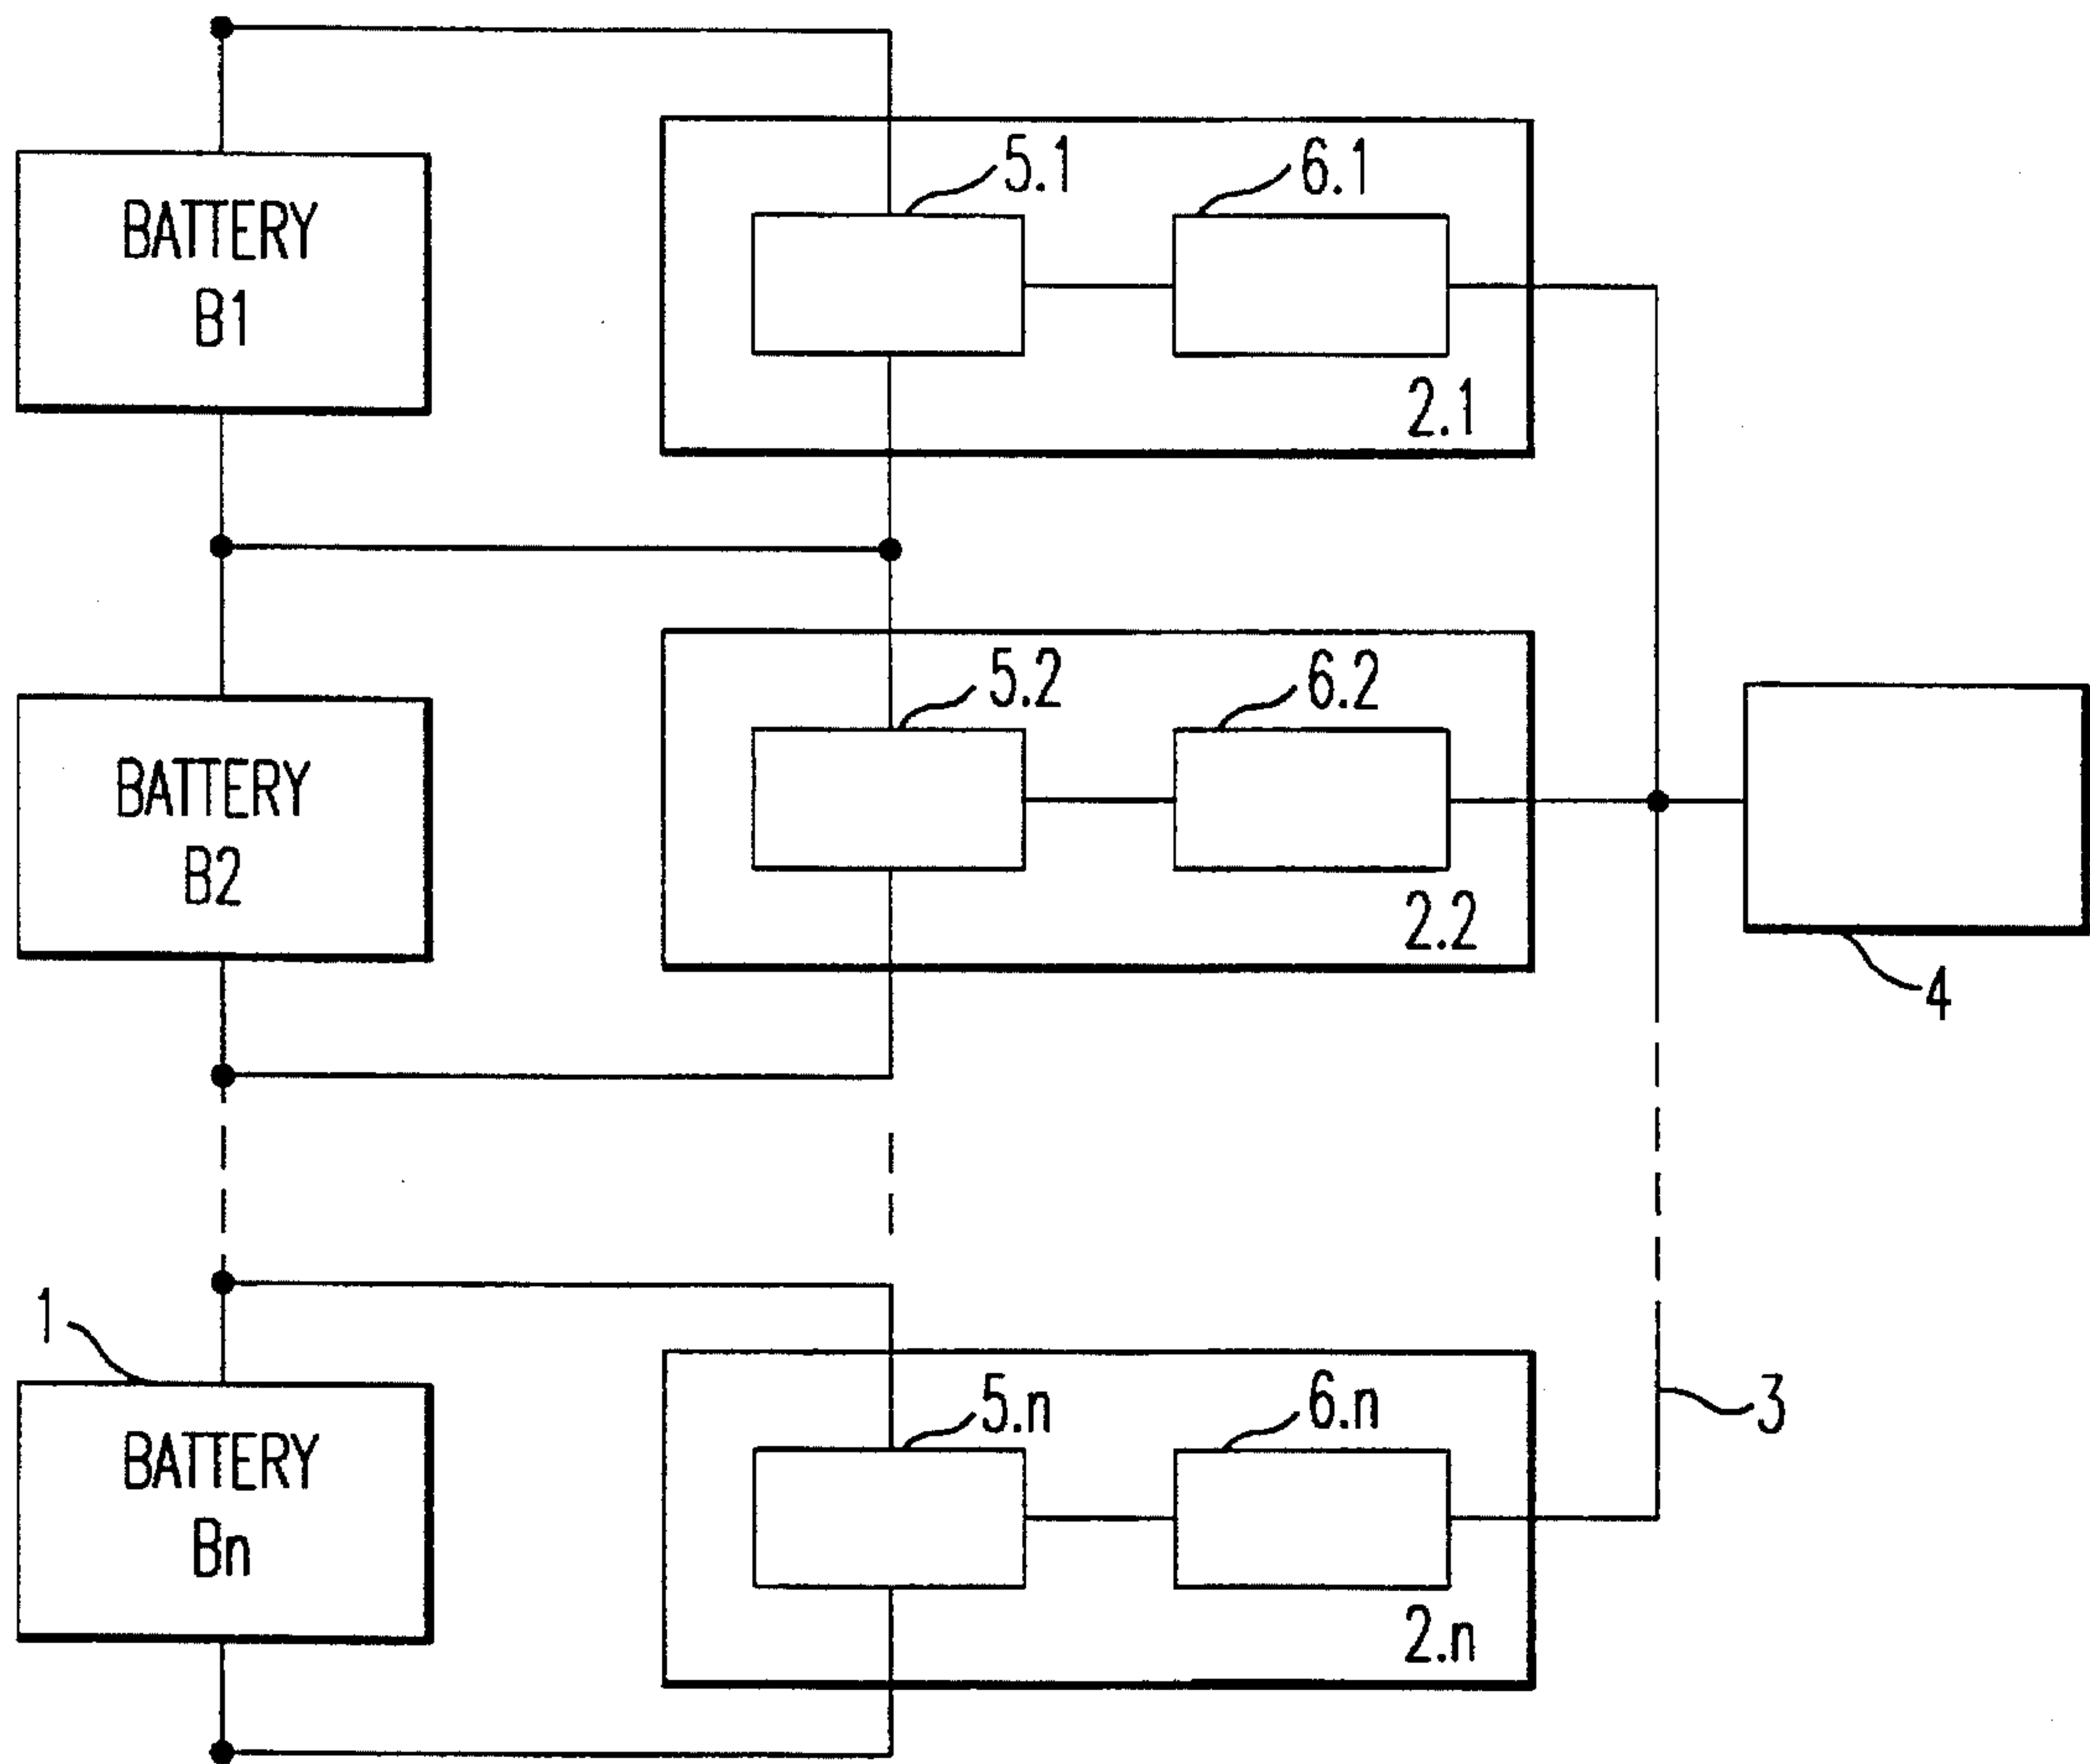 5.1
6.1
BATTERY
B1
2.1
5.2
6.2
BATTERY
B2
2.2
4
1
5.n
6.n
3
BATTERY
Bn
2.n